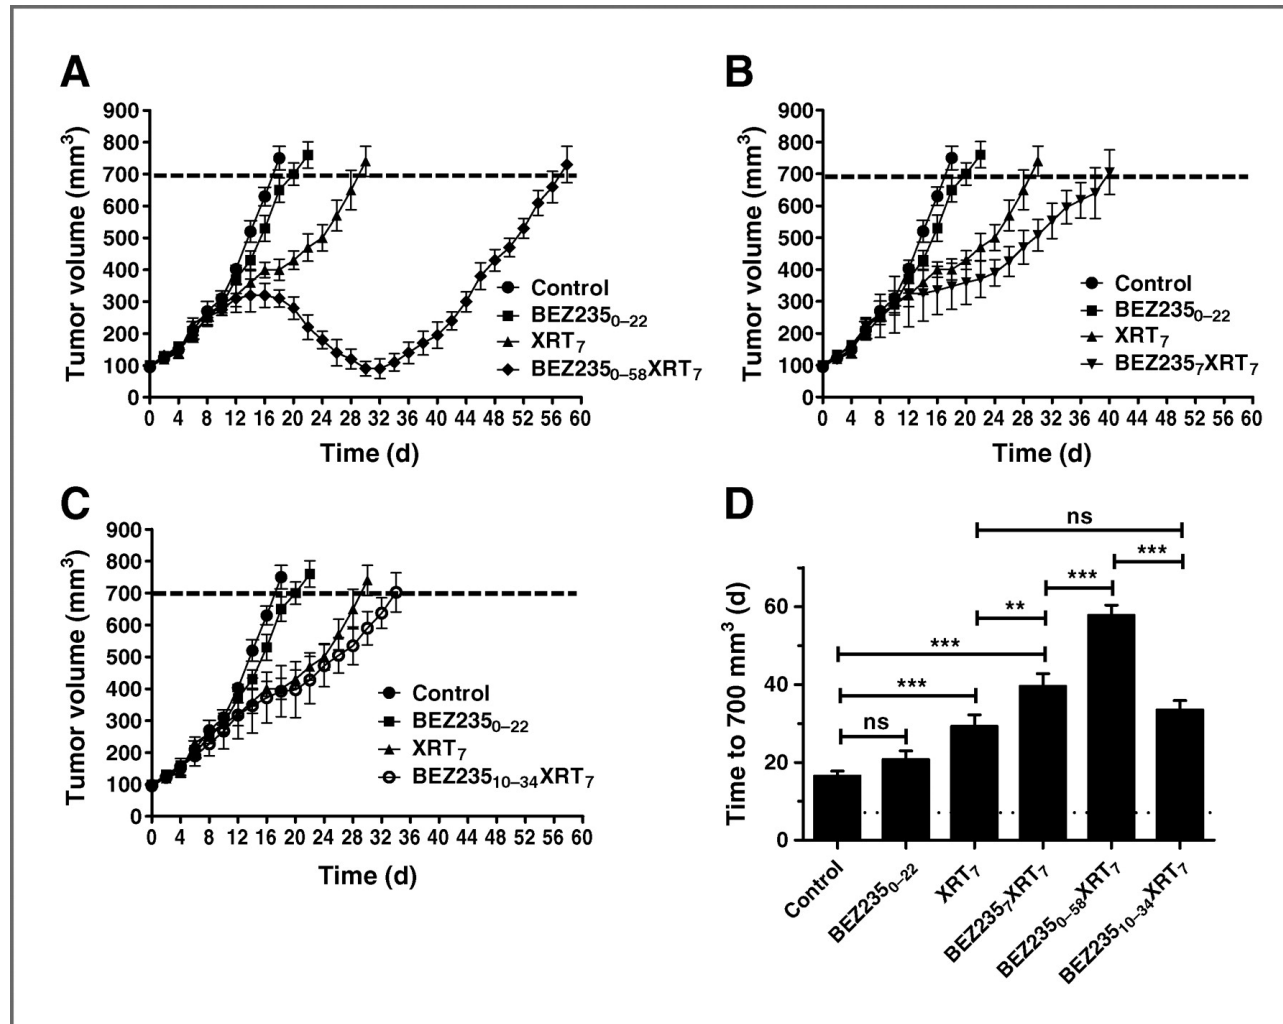 A
900
800
700
600
500
400
300
200
100
0
Tumor volume (mm³)
0 4 8 12 16 20 24 28 32 36 40 44 48 52 56 60
Time (d)
Control
BEZ235₀₋₂₂
XRT₇
BEZ235₀₋₅₈XRT₇
B
900
800
700
600
500
400
300
200
100
0
Tumor volume (mm³)
0 4 8 12 16 20 24 28 32 36 40 44 48 52 56 60
Time (d)
Control
BEZ235₀₋₂₂
XRT₇
BEZ235₇XRT₇
C
900
800
700
600
500
400
300
200
100
0
Tumor volume (mm³)
0 4 8 12 16 20 24 28 32 36 40 44 48 52 56 60
Time (d)
Control
BEZ235₀₋₂₂
XRT₇
BEZ235₁₀₋₃₄XRT₇
D
ns
***
***
**
***
***
ns
60
40
20
0
Time to 700 mm³ (d)
Control
BEZ235₀₋₂₂
XRT₇
BEZ235₇XRT₇
BEZ235₀₋₅₈XRT₇
BEZ235₁₀₋₃₄XRT₇